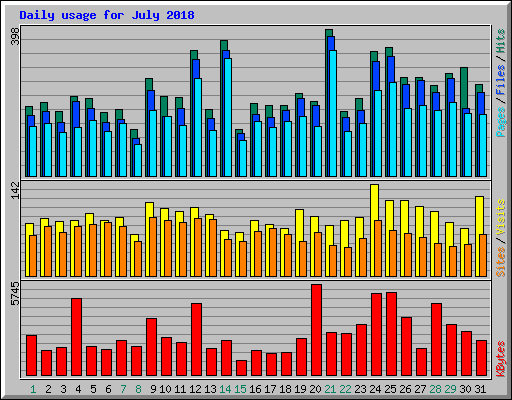 Daily usage for July 2018
398
Pages / Files / Hits
142
Sites / Visits
5745
KBytes
1 2 3 4 5 6 7 8 9 10 11 12 13 14 15 16 17 18 19 20 21 22 23 24 25 26 27 28 29 30 31